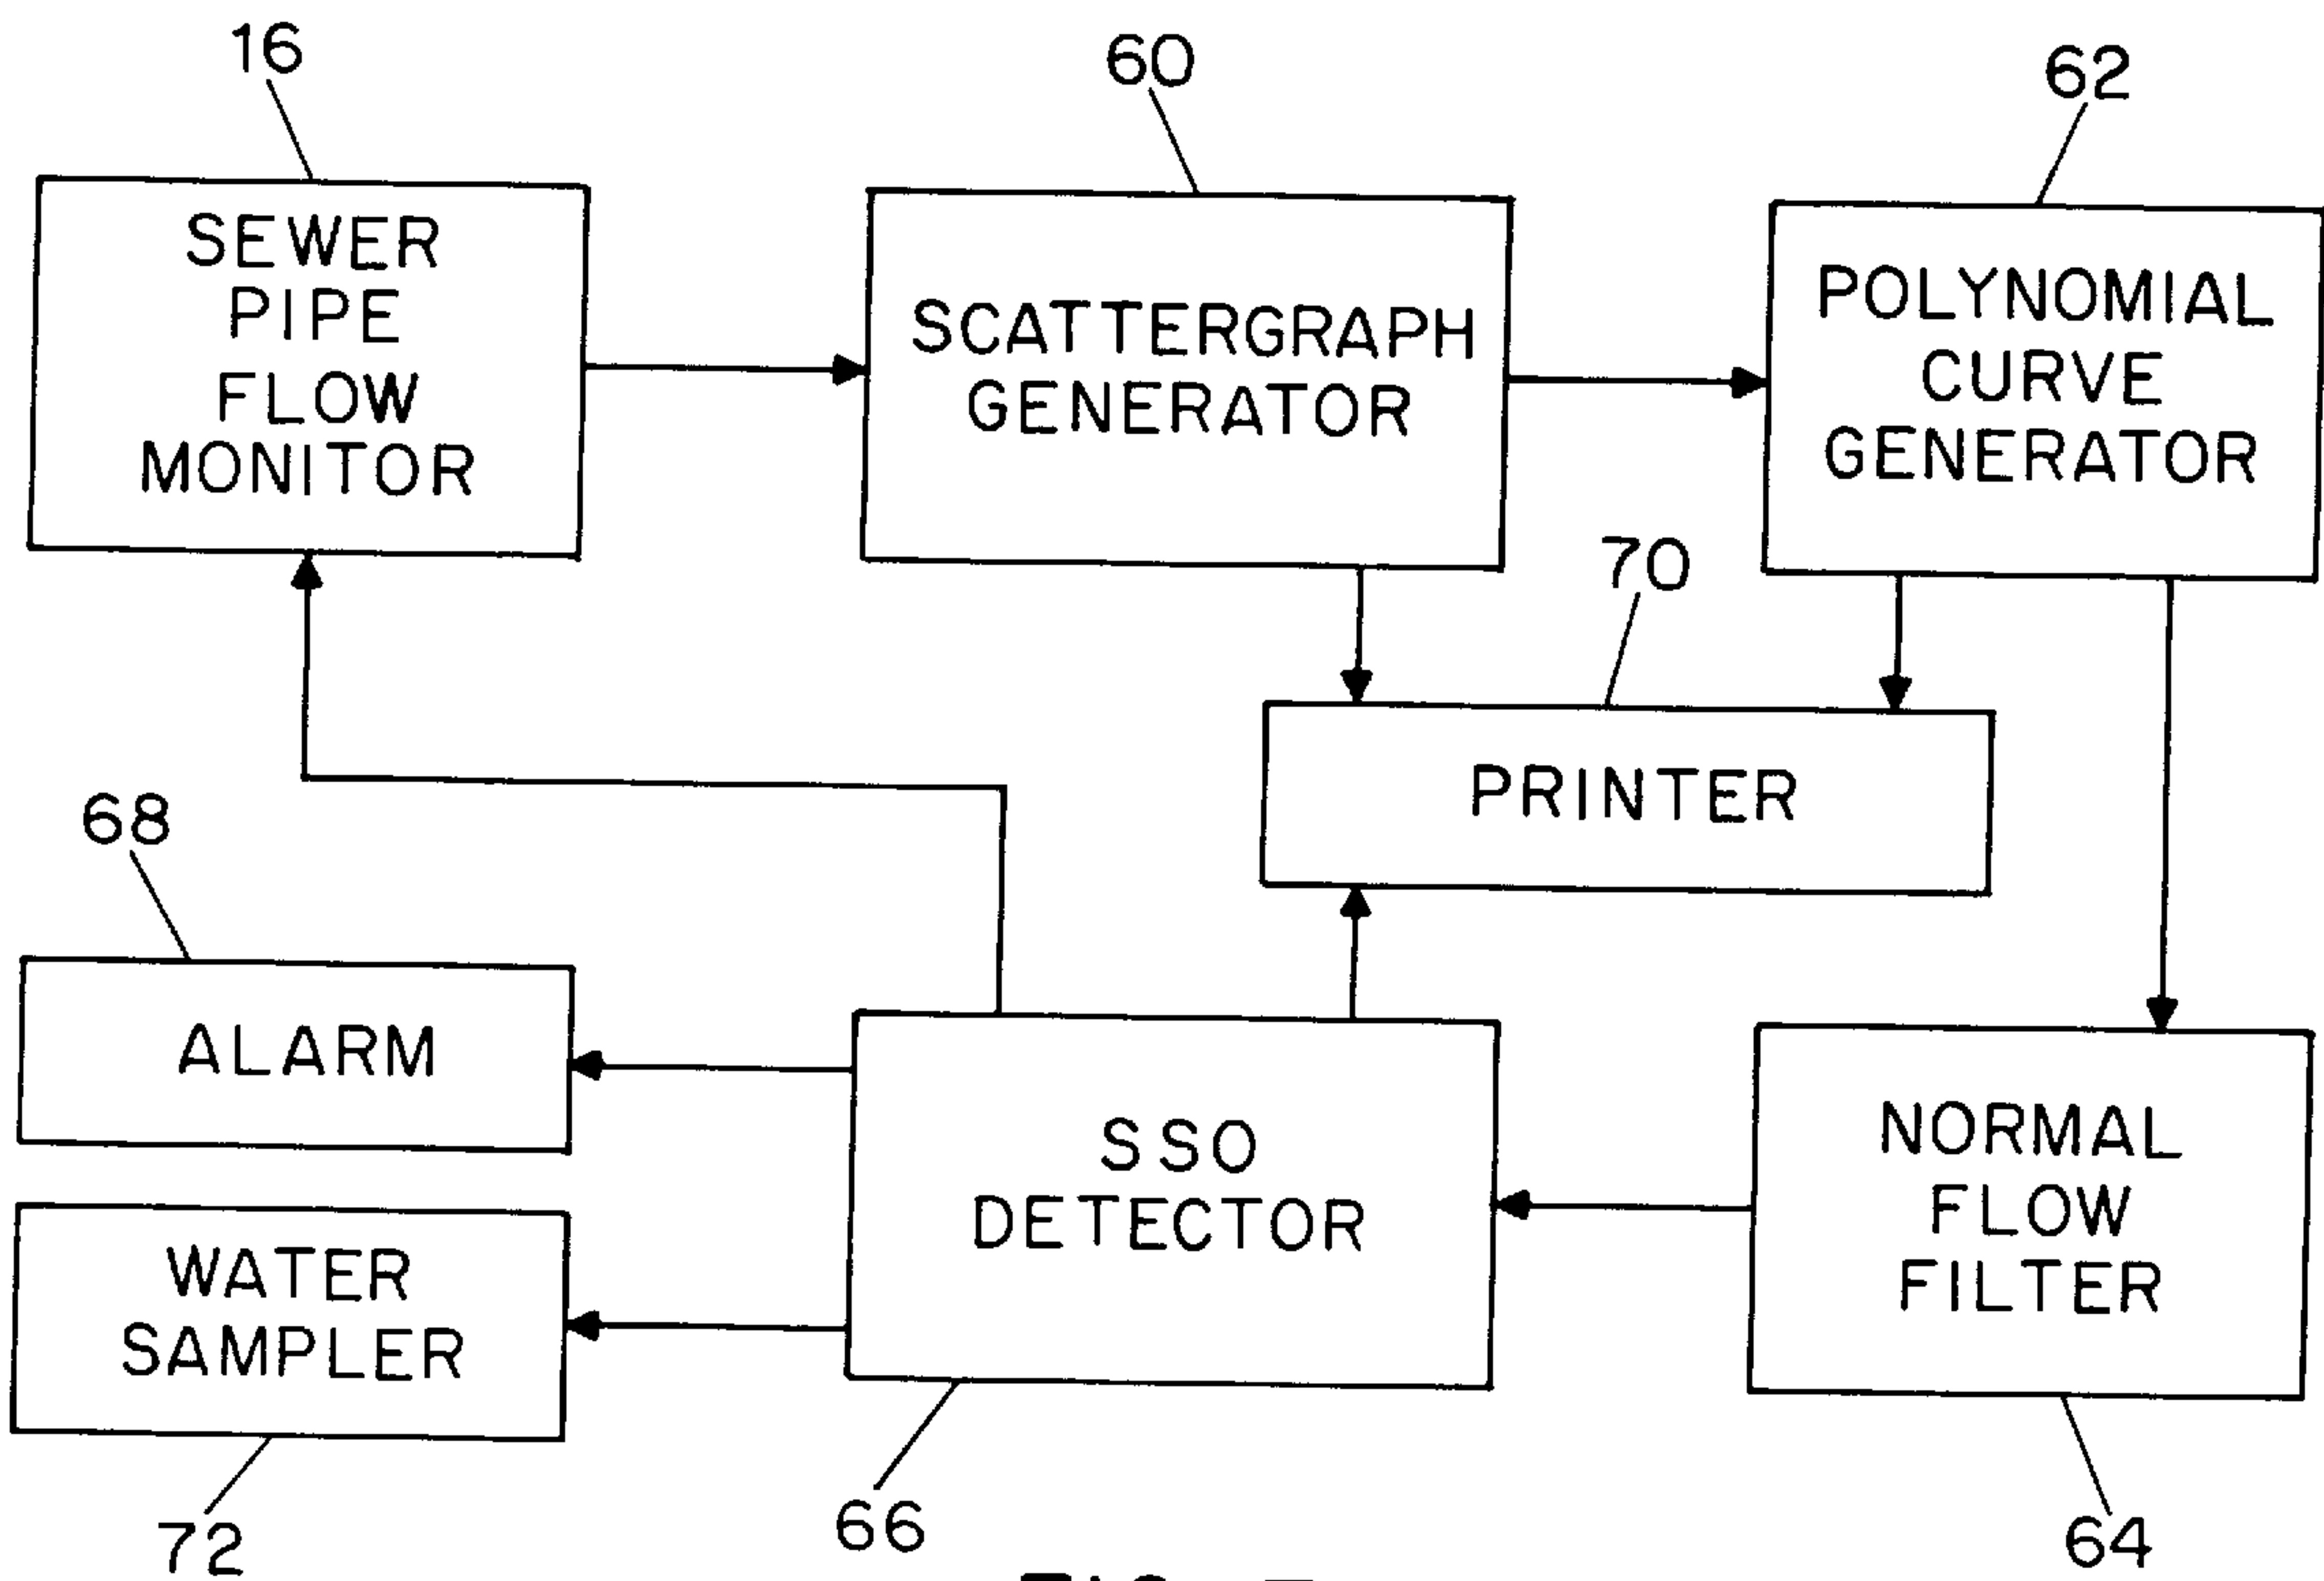 16
60
62
SEWER
PIPE
FLOW
MONITOR
SCATTERGRAPH
GENERATOR
POLYNOMIAL
CURVE
GENERATOR
70
PRINTER
68
ALARM
SSO
DETECTOR
NORMAL
FLOW
FILTER
WATER
SAMPLER
72
66
64